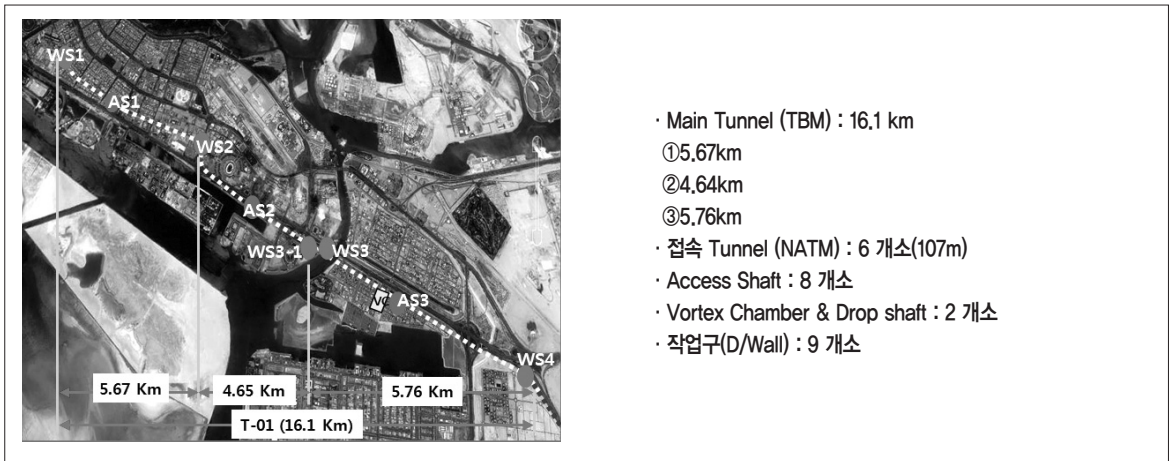 WS1
AS1
WS2
AS2
WS3-1 WS3
VC
AS3
WS4
5.67 Km 4.65 Km 5.76 Km
T-01 (16.1 Km)
· Main Tunnel (TBM) : 16.1 km
①5.67km
②4.64km
③5.76km
· 접속 Tunnel (NATM) : 6 개소(107m)
· Access Shaft : 8 개소
· Vortex Chamber & Drop shaft : 2 개소
· 작업구(D/Wall) : 9 개소